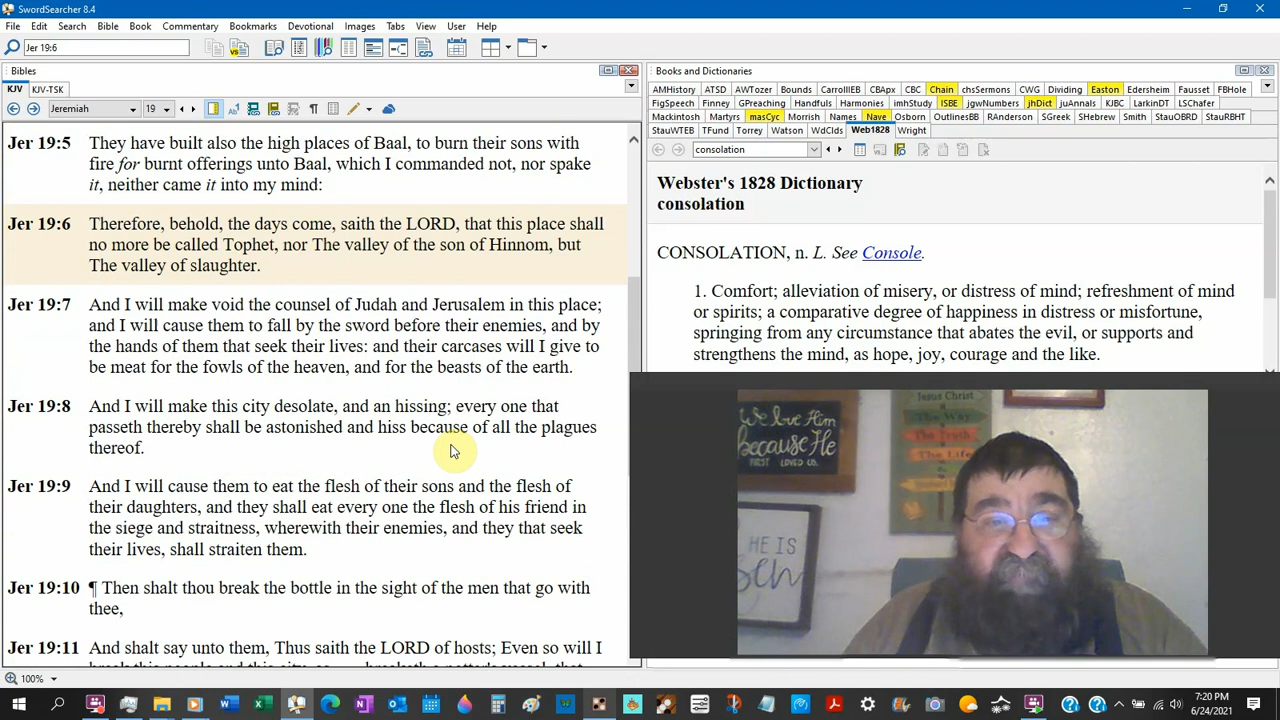 SwordSearcher 8.4
File Edit Search Bible Book Commentary Bookmarks Devotional Images Tabs View User Help
Jer 19:6
Bibles
KJV KJV-TSK
Jeremiah 19
Jer 19:5 They have built also the high places of Baal, to burn their sons with
fire for burnt offerings unto Baal, which I commanded not, nor spake
it, neither came it into my mind:
Jer 19:6 Therefore, behold, the days come, saith the LORD, that this place shall
no more be called Tophet, nor The valley of the son of Hinnom, but
The valley of slaughter.
Jer 19:7 And I will make void the counsel of Judah and Jerusalem in this place;
and I will cause them to fall by the sword before their enemies, and by
the hands of them that seek their lives: and their carcases will I give to
be meat for the fowls of the heaven, and for the beasts of the earth.
Jer 19:8 And I will make this city desolate, and an hissing; every one that
passeth thereby shall be astonished and hiss because of all the plagues
thereof.
Jer 19:9 And I will cause them to eat the flesh of their sons and the flesh of
their daughters, and they shall eat every one the flesh of his friend in
the siege and straitness, wherewith their enemies, and they that seek
their lives, shall straiten them.
Jer 19:10 ¶ Then shalt thou break the bottle in the sight of the men that go with
thee,
Jer 19:11 And shalt say unto them, Thus saith the LORD of hosts; Even so will I
100%
Books and Dictionaries
AMHistory ATSD AWTozer Bounds CarrollIEB CBApx CBC Chain chsSermons CWG Dividing Easton Edersheim Fausset FBHole
FigSpeech Finney GPreaching Handfuls Harmonies imhStudy ISBE jgwNumbers jhDict juAnnals KJBC LarkinDT LSChafer
Mackintosh Martyrs masCyc Morrish Names Nave Osborn OutlinesBB RAnderson SGreek SHebrew Smith StauOBRD StauRBHT
StauWTEB TFund Torrey Watson WdClds Web1828 Wright
consolation
Webster's 1828 Dictionary
consolation
CONSOLATION, n. L. See Console.
1. Comfort; alleviation of misery, or distress of mind; refreshment of mind
or spirits; a comparative degree of happiness in distress or misfortune,
springing from any circumstance that abates the evil, or supports and
strengthens the mind, as hope, joy, courage and the like.
We love Him
because He
FIRST LOVED US.
Jesus Christ
The Way
The Truth
The Life
HE IS
7:20 PM
6/24/2021